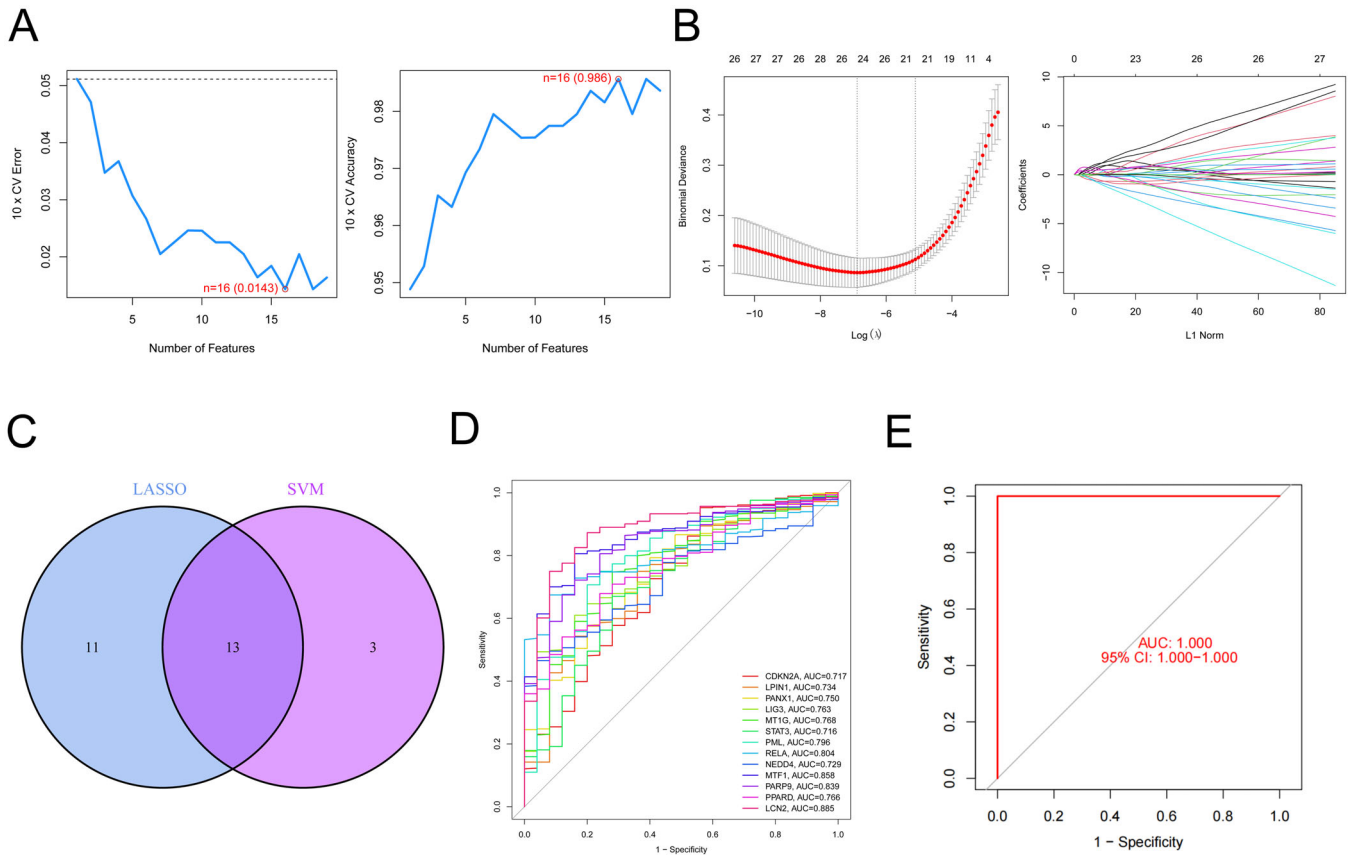 A
10 x CV Error
0.05
0.04
0.03
0.02
n=16 (0.0143)
5
10
15
Number of Features
10 x CV Accuracy
0.98
0.97
0.96
0.95
n=16 (0.986)
5
10
15
Number of Features
B
26 27 27 26 28 26 24 26 21 21 19 11 4
Binomial Deviance
0.4
0.3
0.2
0.1
−10 −8 −6 −4
Log (λ)
0 23 26 26 27
Coefficients
10
5
0
−5
−10
0 20 40 60 80
L1 Norm
C
LASSO SVM
11 13 3
D
Sensitivity
1.0
0.8
0.6
0.4
0.2
0.0
CDKN2A, AUC=0.717
LPIN1, AUC=0.734
PANX1, AUC=0.750
LIG3, AUC=0.763
MT1G, AUC=0.768
STAT3, AUC=0.716
PML, AUC=0.796
RELA, AUC=0.804
NEDD4, AUC=0.729
MTF1, AUC=0.858
PARP9, AUC=0.839
PPARD, AUC=0.766
LCN2, AUC=0.885
0.0 0.2 0.4 0.6 0.8 1.0
1 − Specificity
E
Sensitivity
1.0
0.8
0.6
0.4
0.2
0.0
AUC: 1.000
95% CI: 1.000−1.000
0.0 0.2 0.4 0.6 0.8 1.0
1 − Specificity